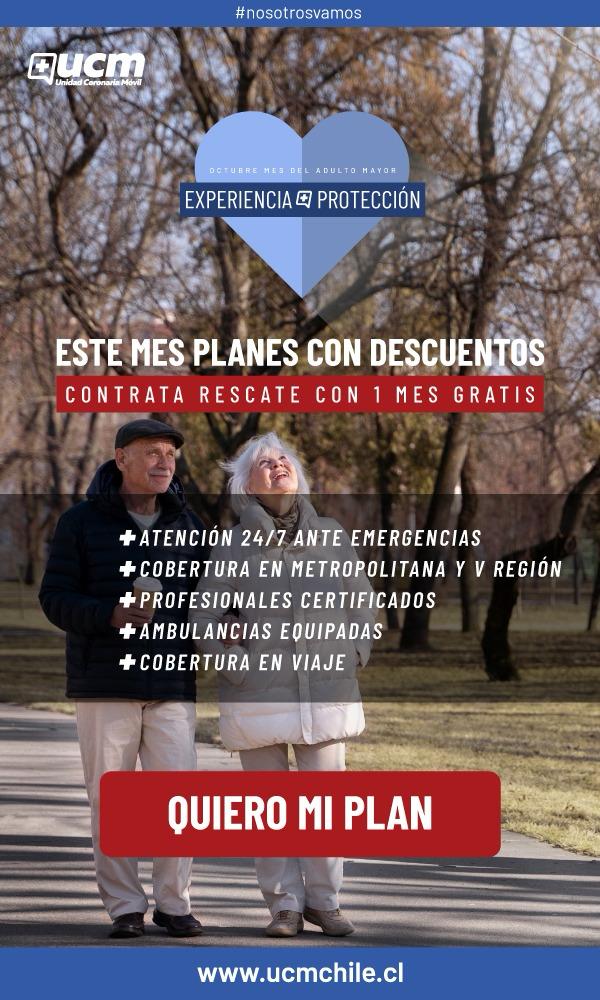 #nosotrosvamos
ucm
Unidad Coronaria Móvil
OCTUBRE MES DEL ADULTO MAYOR
EXPERIENCIA PROTECCIÓN
ESTE MES PLANES CON DESCUENTOS
CONTRATA RESCATE CON 1 MES GRATIS
ATENCIÓN 24/7 ANTE EMERGENCIAS
COBERTURA EN METROPOLITANA Y V REGIÓN
PROFESIONALES CERTIFICADOS
AMBULANCIAS EQUIPADAS
COBERTURA EN VIAJE
QUIERO MI PLAN
www.ucmchile.cl